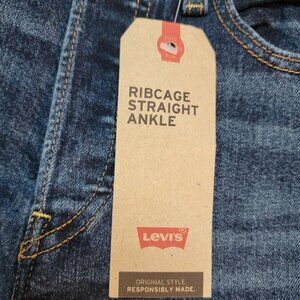 RIBCAGE
STRAIGHT
ANKLE
Levi's
ORIGINAL STYLE.
RESPONSIBLY MADE.